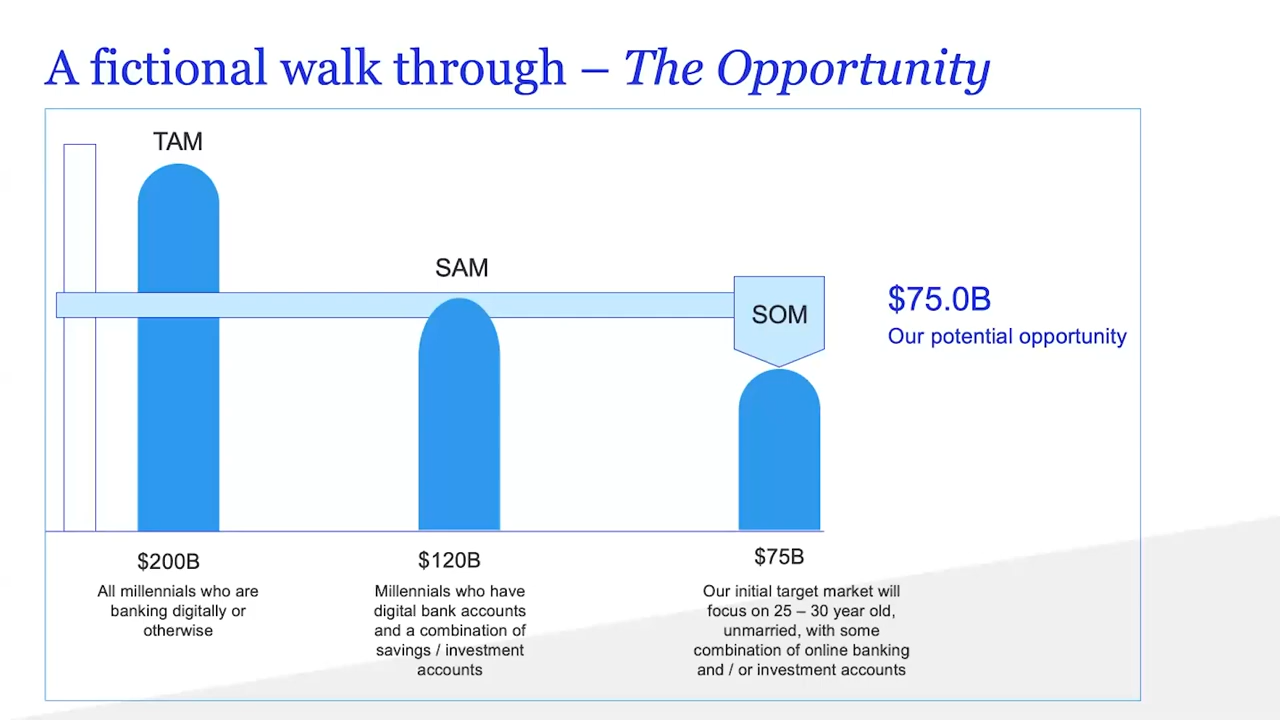 A fictional walk through – The Opportunity
TAM
SAM
SOM
$75.0B
Our potential opportunity
$200B
All millennials who are
banking digitally or
otherwise
$120B
Millennials who have
digital bank accounts
and a combination of
savings / investment
accounts
$75B
Our initial target market will
focus on 25 – 30 year old,
unmarried, with some
combination of online banking
and / or investment accounts